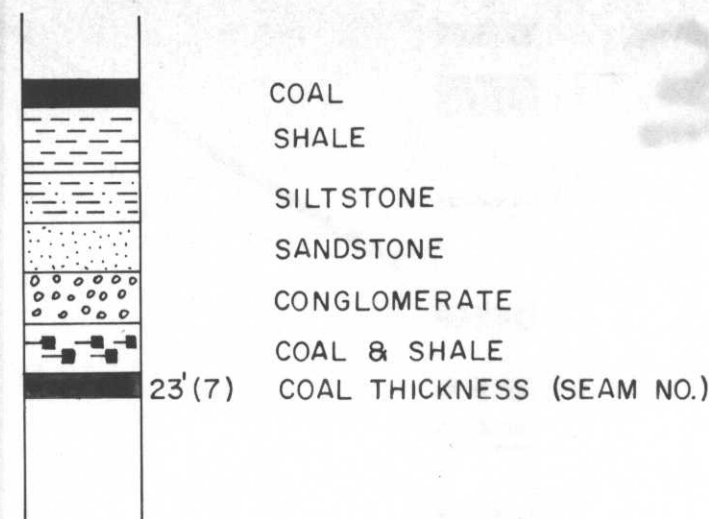 COAL
SHALE
SILTSTONE
SANDSTONE
CONGLOMERATE
COAL & SHALE
23'(7) COAL THICKNESS (SEAM NO.)